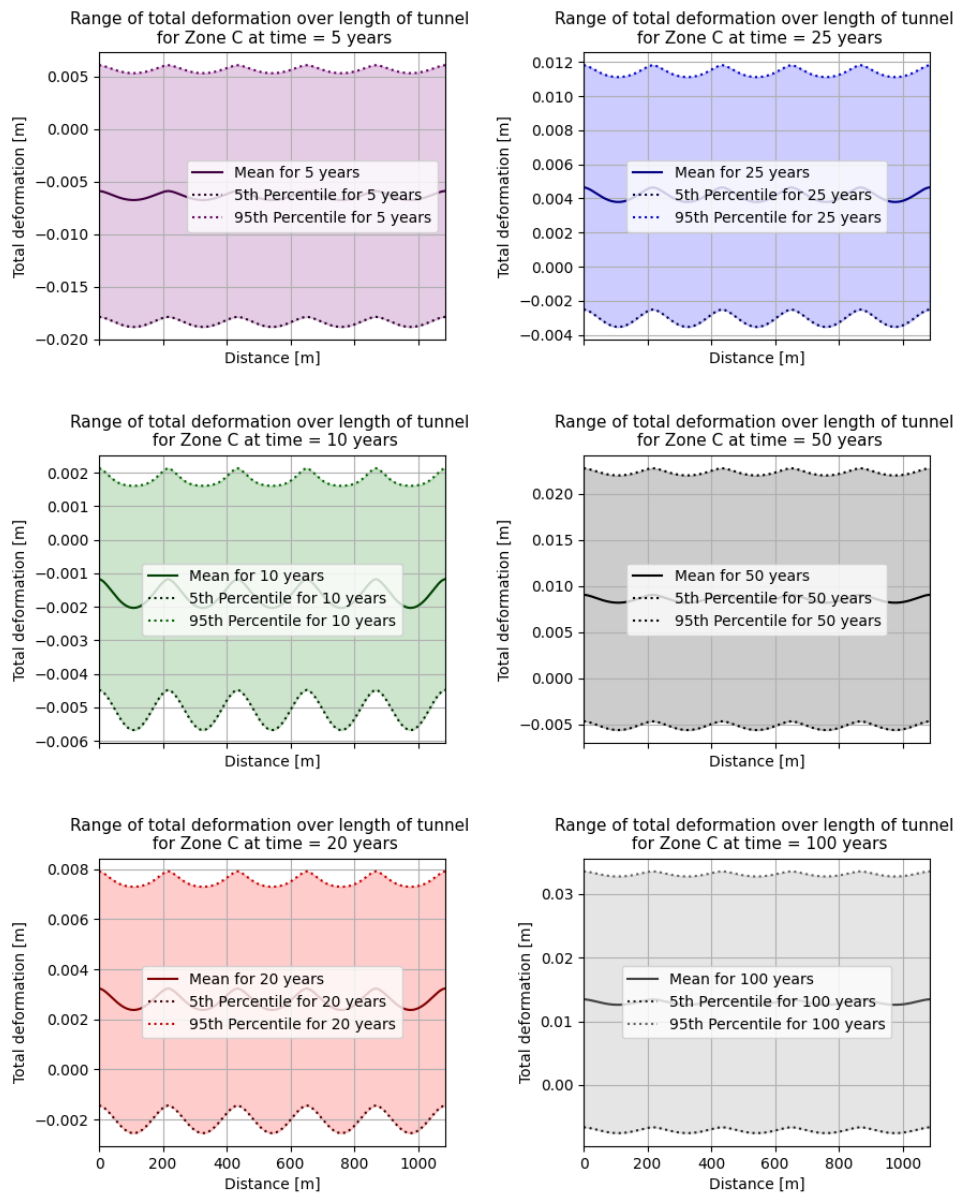 Range of total deformation over length of tunnel
for Zone C at time = 5 years
Total deformation [m]
0.005
0.000
−0.005
−0.010
−0.015
−0.020
Mean for 5 years
5th Percentile for 5 years
95th Percentile for 5 years
Distance [m]
Range of total deformation over length of tunnel
for Zone C at time = 25 years
Total deformation [m]
0.012
0.010
0.008
0.006
0.004
0.002
0.000
−0.002
−0.004
Mean for 25 years
5th Percentile for 25 years
95th Percentile for 25 years
Distance [m]
Range of total deformation over length of tunnel
for Zone C at time = 10 years
Total deformation [m]
0.002
0.001
0.000
−0.001
−0.002
−0.003
−0.004
−0.005
−0.006
Mean for 10 years
5th Percentile for 10 years
95th Percentile for 10 years
Distance [m]
Range of total deformation over length of tunnel
for Zone C at time = 50 years
Total deformation [m]
0.020
0.015
0.010
0.005
0.000
−0.005
Mean for 50 years
5th Percentile for 50 years
95th Percentile for 50 years
Distance [m]
Range of total deformation over length of tunnel
for Zone C at time = 20 years
Total deformation [m]
0.008
0.006
0.004
0.002
0.000
−0.002
Mean for 20 years
5th Percentile for 20 years
95th Percentile for 20 years
0 200 400 600 800 1000
Distance [m]
Range of total deformation over length of tunnel
for Zone C at time = 100 years
Total deformation [m]
0.03
0.02
0.01
0.00
Mean for 100 years
5th Percentile for 100 years
95th Percentile for 100 years
0 200 400 600 800 1000
Distance [m]